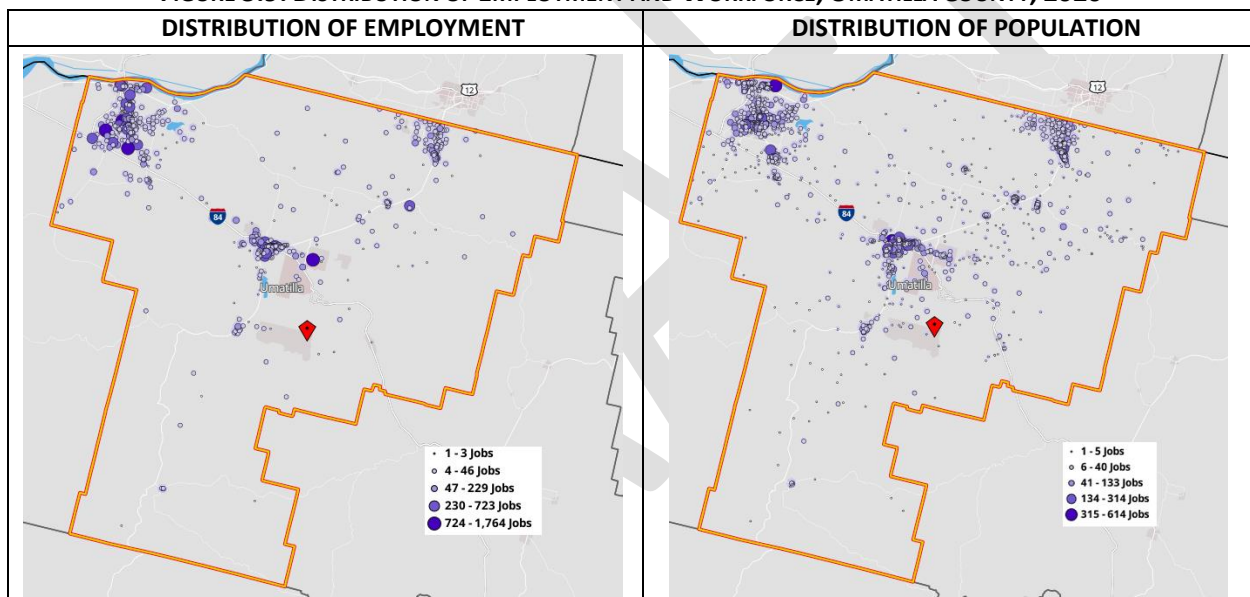 DISTRIBUTION OF EMPLOYMENT
DISTRIBUTION OF POPULATION
12
84
Umatilla
1 - 3 Jobs
4 - 46 Jobs
47 - 229 Jobs
230 - 723 Jobs
724 - 1,764 Jobs
12
84
Umatilla
1 - 5 Jobs
6 - 40 Jobs
41 - 133 Jobs
134 - 314 Jobs
315 - 614 Jobs